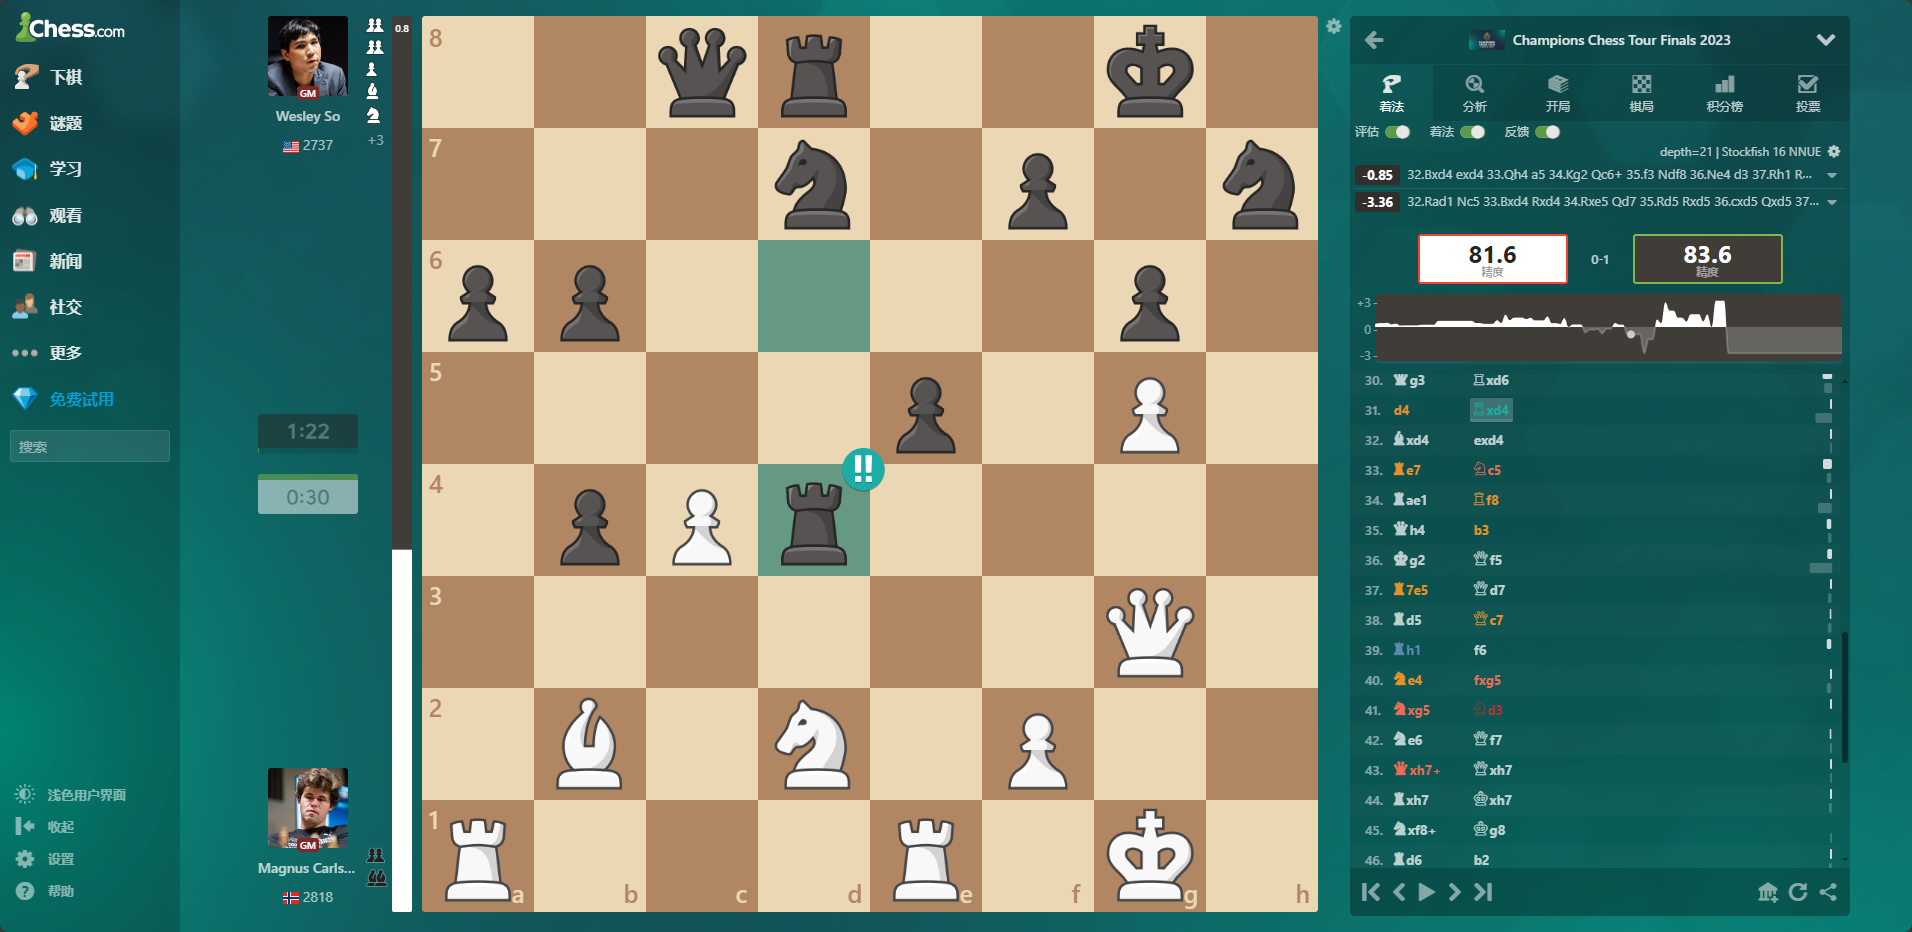 Chess.com
下棋
谜题
学习
观看
新闻
社交
更多
免费试用
搜索
浅色用户界面
收起
设置
帮助
GM
Wesley So
2737
+3
0.8
1:22
0:30
GM
Magnus Carls...
2818
8
7
6
5
4
3
2
1
a
b
c
d
e
f
g
h
!!
Champions Chess Tour Finals 2023
着法
分析
开局
棋局
积分榜
投票
评估
着法
反馈
depth=21 | Stockfish 16 NNUE
-0.85 32.Bxd4 exd4 33.Qh4 a5 34.Kg2 Qc6+ 35.f3 Ndf8 36.Ne4 d3 37.Rh1 R...
-3.36 32.Rad1 Nc5 33.Bxd4 Rxd4 34.Rxe5 Qd7 35.Rd5 Rxd5 36.cxd5 Qxd5 37...
81.6
精度
0-1
83.6
精度
+3
0
-3
30. g3 xd6
31. d4 xd4
32. xd4 exd4
33. e7 c5
34. ae1 f8
35. h4 b3
36. g2 f5
37. 7e5 d7
38. d5 c7
39. h1 f6
40. e4 fxg5
41. xg5 d3
42. e6 f7
43. xh7+ xh7
44. xh7 xh7
45. xf8+ g8
46. d6 b2